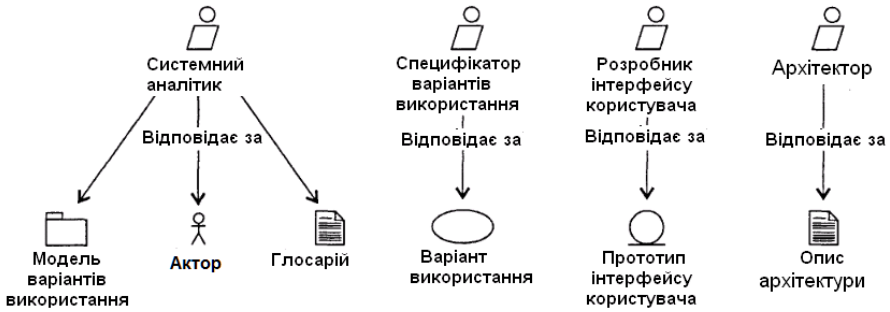 Системний
аналітик
Специфікатор
варіантів
використання
Розробник
інтерфейсу
користувача
Архітектор
Відповідає за
Відповідає за
Відповідає за
Відповідає за
Модель
варіантів
використання
Актор
Глосарій
Варіант
використання
Прототип
інтерфейсу
користувача
Опис
архітектури